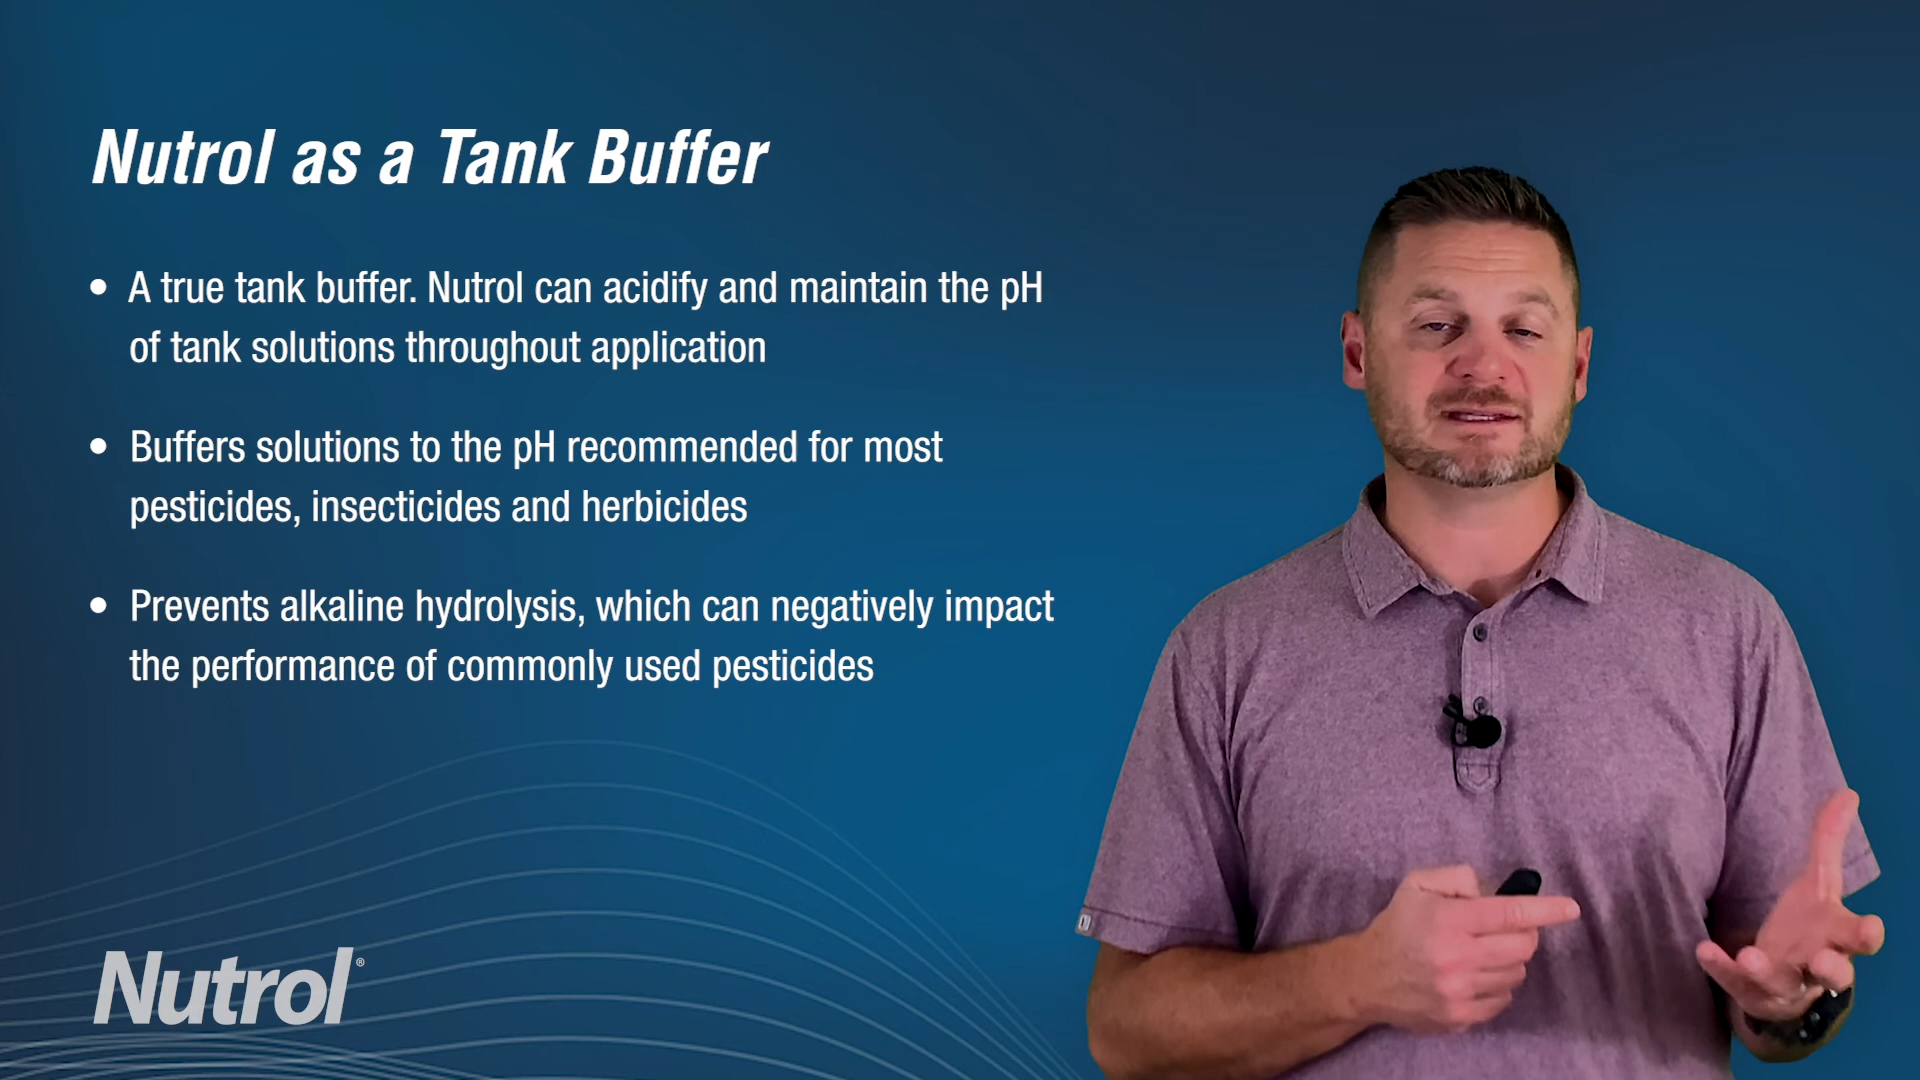 Nutrol as a Tank Buffer
• A true tank buffer. Nutrol can acidify and maintain the pH
of tank solutions throughout application
• Buffers solutions to the pH recommended for most
pesticides, insecticides and herbicides
• Prevents alkaline hydrolysis, which can negatively impact
the performance of commonly used pesticides
Nutrol®